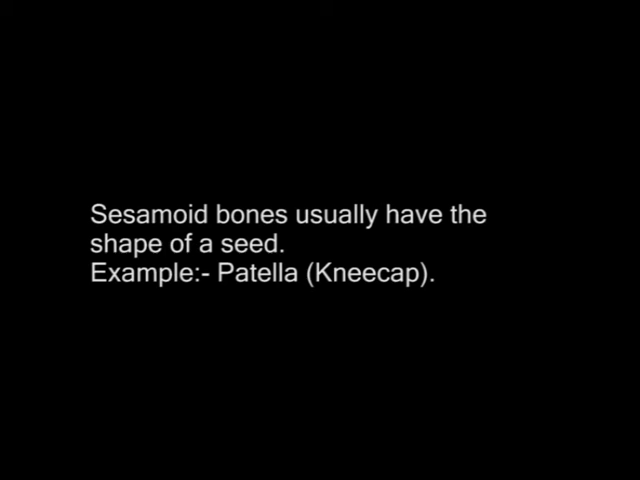 Sesamoid bones usually have the
shape of a seed.
Example:- Patella (Kneecap).